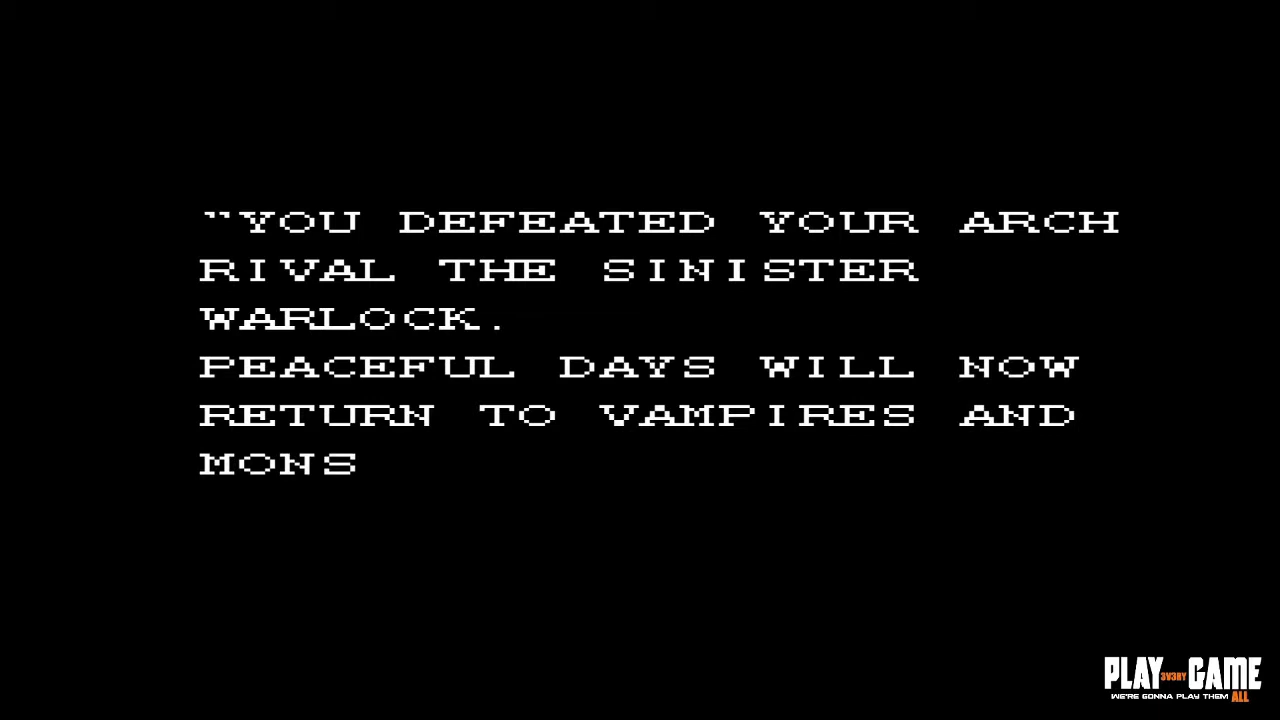 "YOU DEFEATED YOUR ARCH
RIVAL THE SINISTER
WARLOCK.
PEACEFUL DAYS WILL NOW
RETURN TO VAMPIRES AND
MONS
PLAY 3V3RY GAME
WE'RE GONNA PLAY THEM ALL